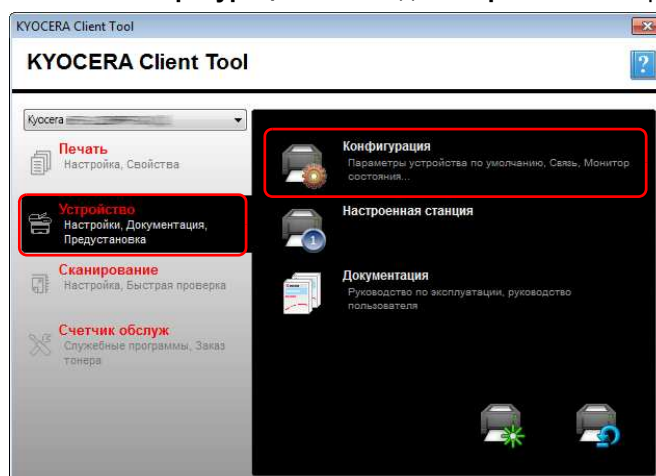 KYOCERA Client Tool
KYOCERA Client Tool
?
Kyocera
Печать
Настройка, Свойства
Устройство
Настройки, Документация,
Предустановка
Сканирование
Настройка, Быстрая проверка
Счетчик обслуж
Служебные программы, Заказ
тонера
Конфигурация
Параметры устройства по умолчанию, Связь, Монитор
состояния...
Настроенная станция
1
Документация
Руководство по эксплуатации, руководство
пользователя